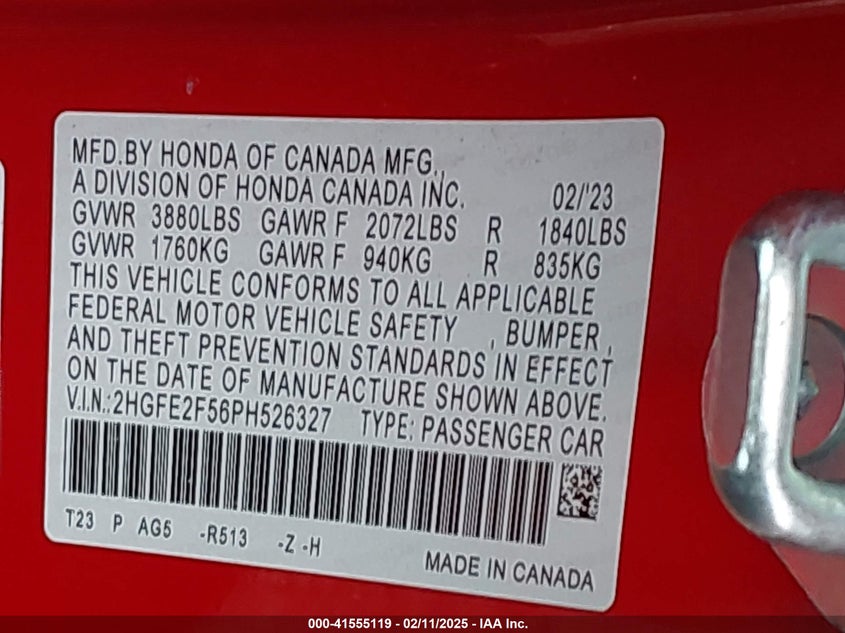 MFD.BY HONDA OF CANADA MFG.,
A DIVISION OF HONDA CANADA INC. 02/'23
GVWR 3880LBS GAWR F 2072LBS R 1840LBS
GVWR 1760KG GAWR F 940KG R 835KG
THIS VEHICLE CONFORMS TO ALL APPLICABLE
FEDERAL MOTOR VEHICLE SAFETY , BUMPER ,
AND THEFT PREVENTION STANDARDS IN EFFECT
ON THE DATE OF MANUFACTURE SHOWN ABOVE.
V.I.N.:2HGFE2F56PH526327 TYPE: PASSENGER CAR
T23 P AG5 -R513 -Z -H
MADE IN CANADA
000-41555119 - 02/11/2025 - IAA Inc.